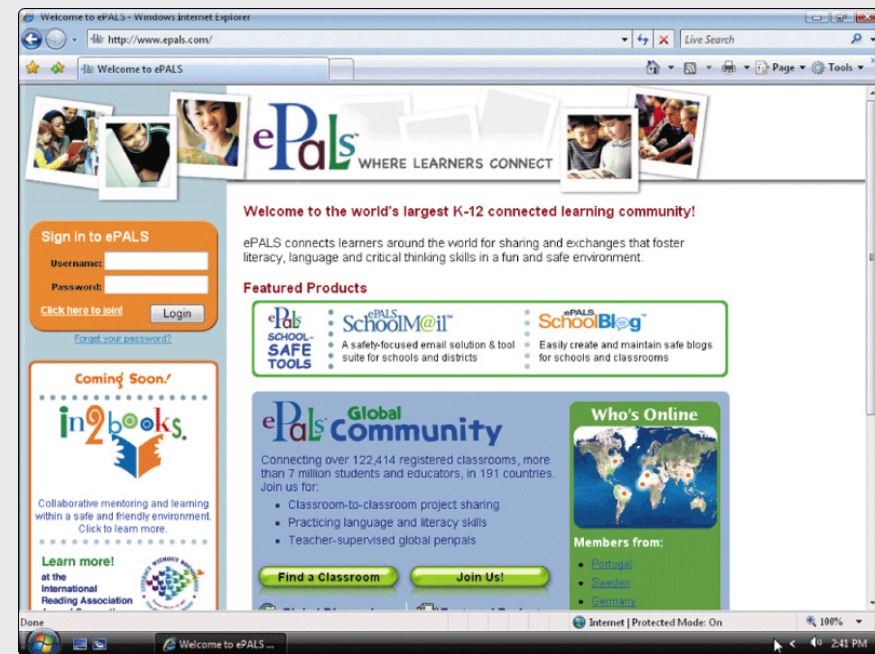 Welcome to ePALS - Windows Internet Explorer
http://www.epals.com/
Live Search
Welcome to ePALS
Page
Tools
ePals™ WHERE LEARNERS CONNECT
Sign in to ePALS
Username:
Password:
Click here to join!
Login
Forget your password?
Coming Soon!
in2books.
Collaborative mentoring and learning
within a safe and friendly environment.
Click to learn more.
Learn more!
at the
International
Reading Association
Welcome to the world's largest K-12 connected learning community!
ePALS connects learners around the world for sharing and exchanges that foster
literacy, language and critical thinking skills in a fun and safe environment.
Featured Products
ePals
SCHOOL-
SAFE
TOOLS
ePALS
SchoolM@il™
A safety-focused email solution & tool
suite for schools and districts
ePALS
SchoolBlog™
Easily create and maintain safe blogs
for schools and classrooms
ePals Global
Community
Connecting over 122,414 registered classrooms, more
than 7 million students and educators, in 191 countries.
Join us for:
• Classroom-to-classroom project sharing
• Practicing language and literacy skills
• Teacher-supervised global penpals
Find a Classroom
Join Us!
Who's Online
Members from:
• Portugal
• Sweden
• Germany
Done
Internet | Protected Mode: On
100%
Welcome to ePALS ...
2:41 PM